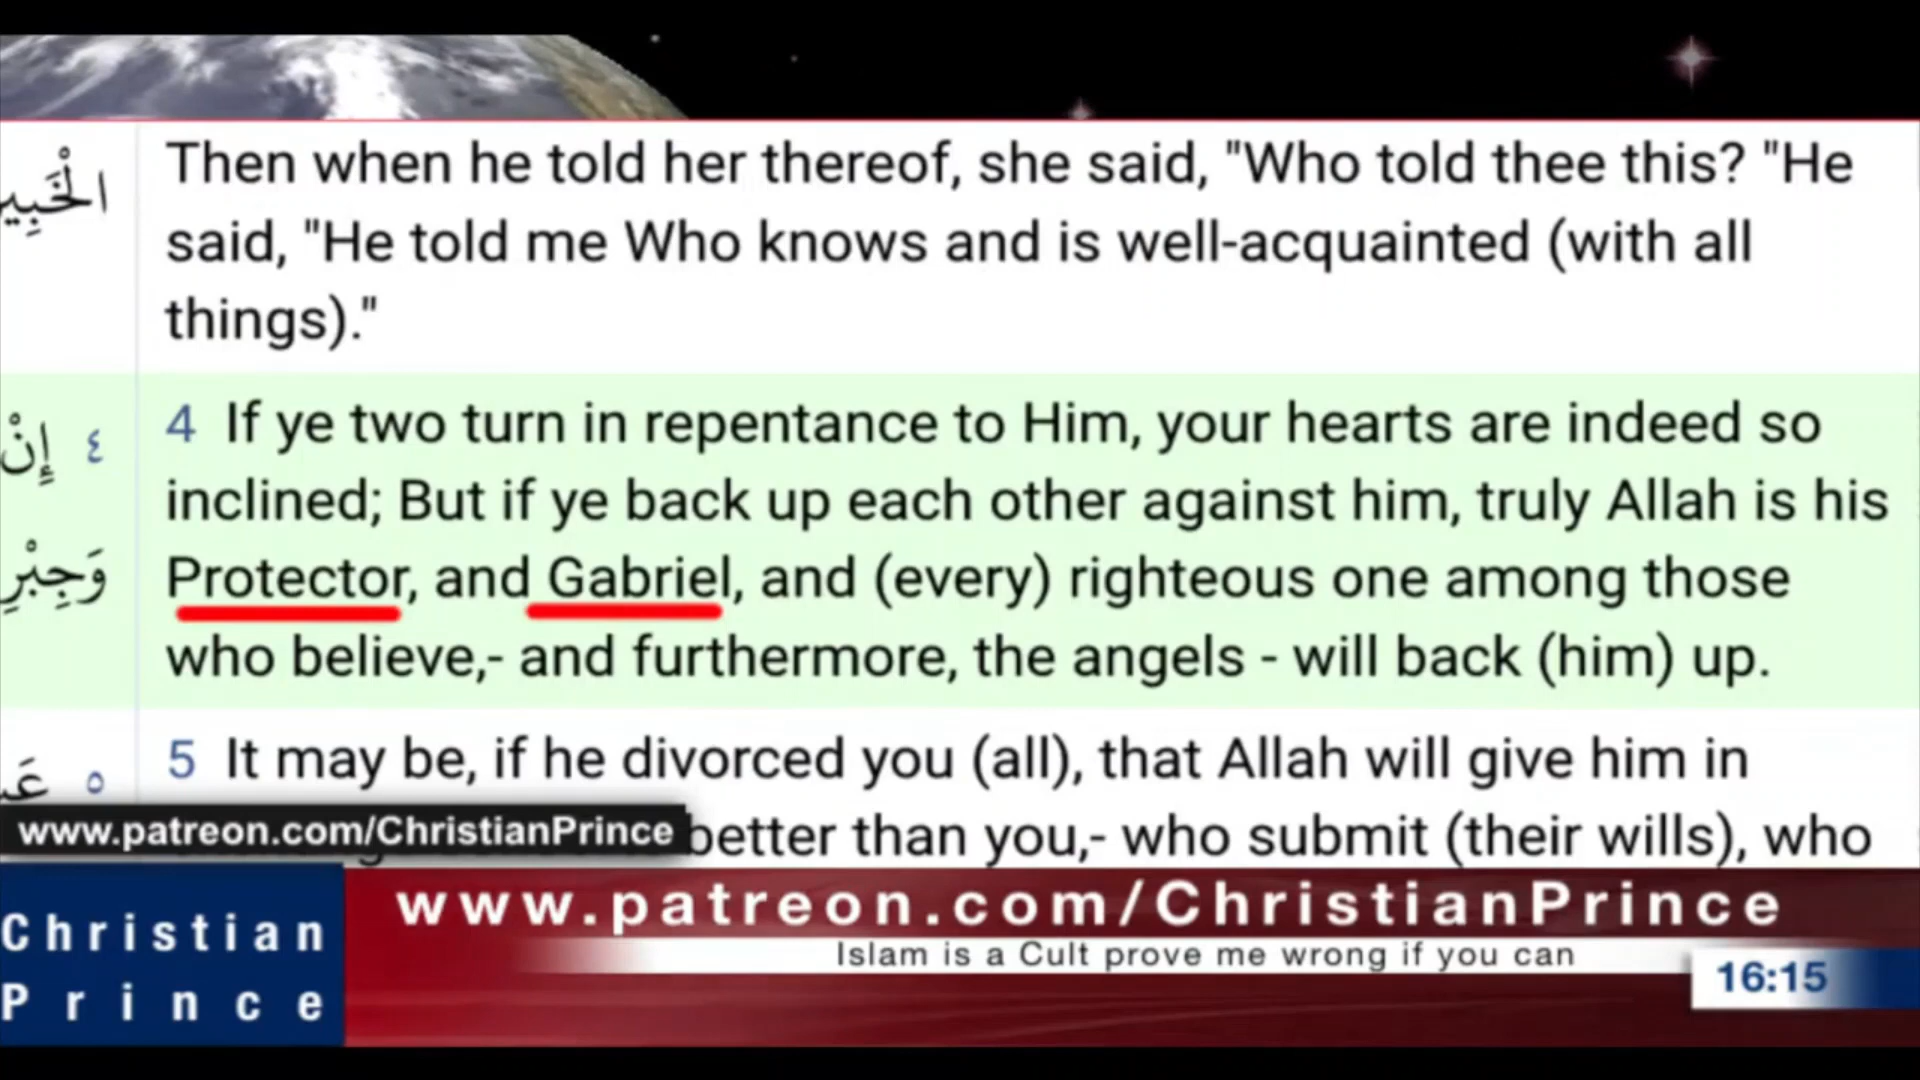 الْخَبِي
Then when he told her thereof, she said, "Who told thee this? "He
said, "He told me Who knows and is well-acquainted (with all
things)."
٤ إِنْ
4 If ye two turn in repentance to Him, your hearts are indeed so
inclined; But if ye back up each other against him, truly Allah is his
وَجِبْرِ
Protector, and Gabriel, and (every) righteous one among those
who believe,- and furthermore, the angels - will back (him) up.
٥
5 It may be, if he divorced you (all), that Allah will give him in
better than you,- who submit (their wills), who
www.patreon.com/ChristianPrince
Christian
Prince
www.patreon.com/ChristianPrince
Islam is a Cult prove me wrong if you can
16:15